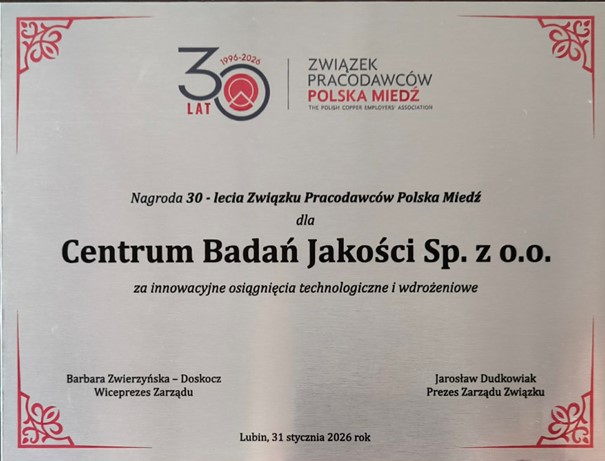 30
1996-2026
LAT
ZWIĄZEK
PRACODAWCÓW
POLSKA MIEDŹ
THE POLISH COPPER EMPLOYERS' ASSOCIATION
Nagroda 30 - lecia Związku Pracodawców Polska Miedź
dla
Centrum Badań Jakości Sp. z o.o.
za innowacyjne osiągnięcia technologiczne i wdrożeniowe
Barbara Zwierzyńska – Doskocz
Wiceprezes Zarządu
Jarosław Dudkowiak
Prezes Zarządu Związku
Lubin, 31 stycznia 2026 rok